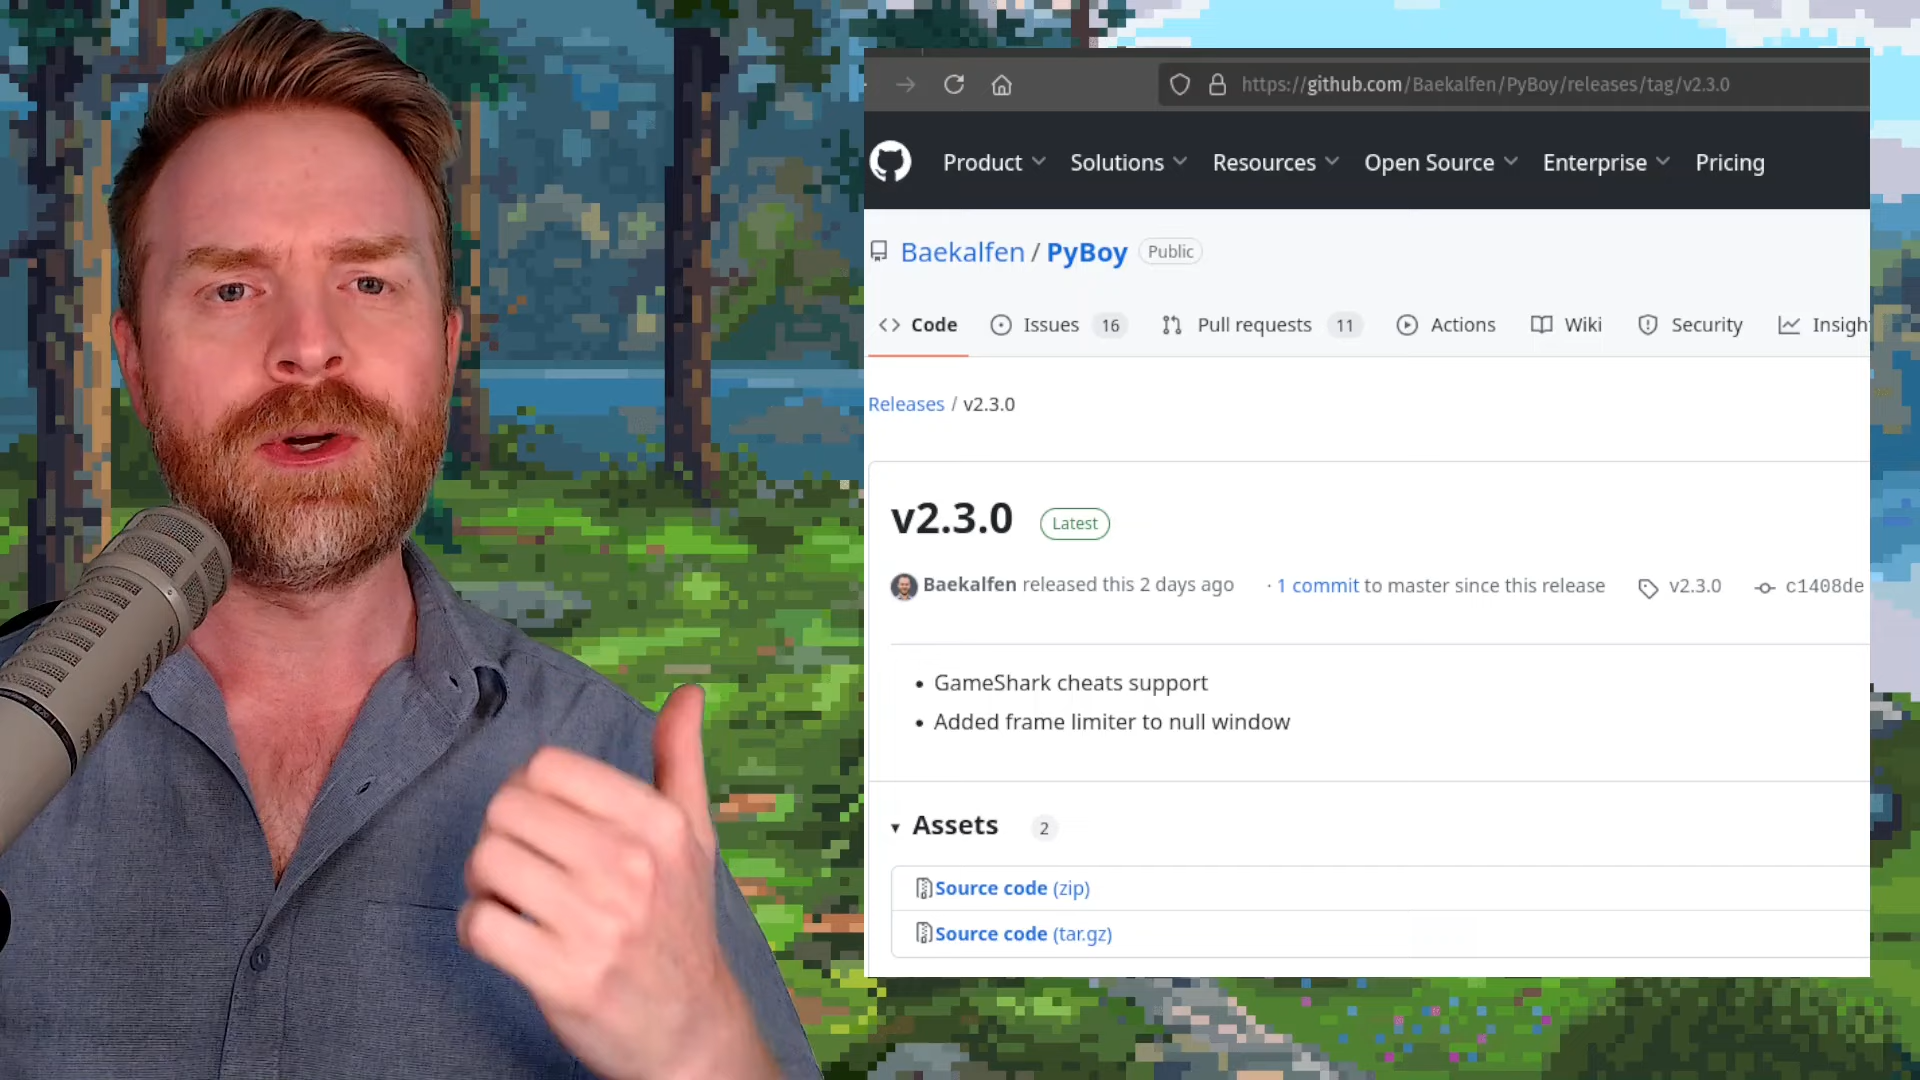 https://github.com/Baekalfen/PyBoy/releases/tag/v2.3.0
Product Solutions Resources Open Source Enterprise Pricing
Baekalfen / PyBoy Public
Code Issues 16 Pull requests 11 Actions Wiki Security
Releases / v2.3.0
v2.3.0 Latest
Baekalfen released this 2 days ago · 1 commit to master since this release v2.3.0 c1408de
• GameShark cheats support
• Added frame limiter to null window
Assets 2
Source code (zip)
Source code (tar.gz)